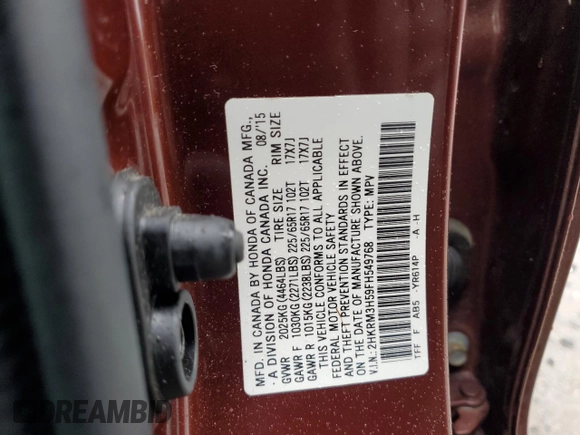 MFD. IN CANADA BY HONDA OF CANADA MFG.,
- A DIVISION OF HONDA CANADA INC., 08/'15
GVWR 2025KG(4464LBS) TIRE SIZE RIM SIZE
GAWR F 1030KG(2271LBS) 225/65R17 102T 17X7J
GAWR R 1015KG(2238LBS) 225/65R17 102T 17X7J
THIS VEHICLE CONFORMS TO ALL APPLICABLE
FEDERAL MOTOR VEHICLE SAFETY
AND THEFT PREVENTION STANDARDS IN EFFECT
ON THE DATE OF MANUFACTURE SHOWN ABOVE.
V.I.N.: 2HKRM3H59FH549768 TYPE: MPV
TFF F AB5 -YR614P -A -H
DREAMBID